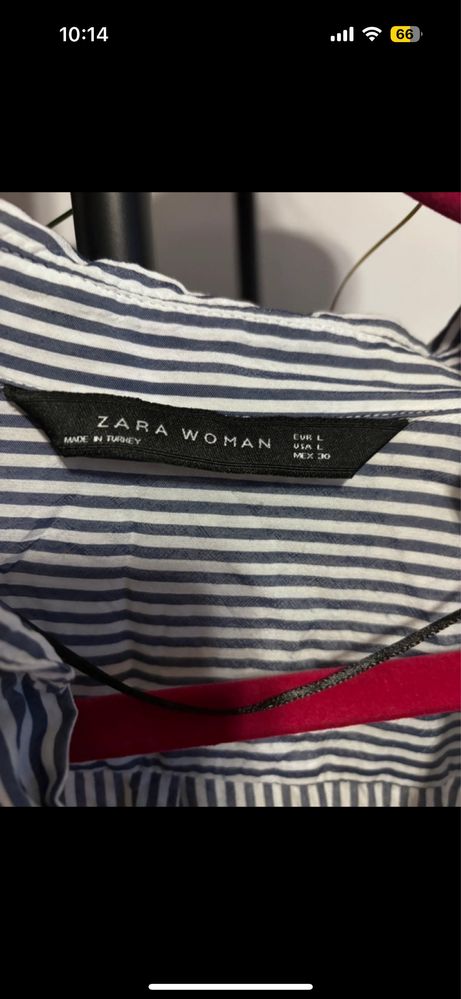 10:14
66
ZARA WOMAN
MADE IN TURKEY
EUR L
USA L
MEX 30